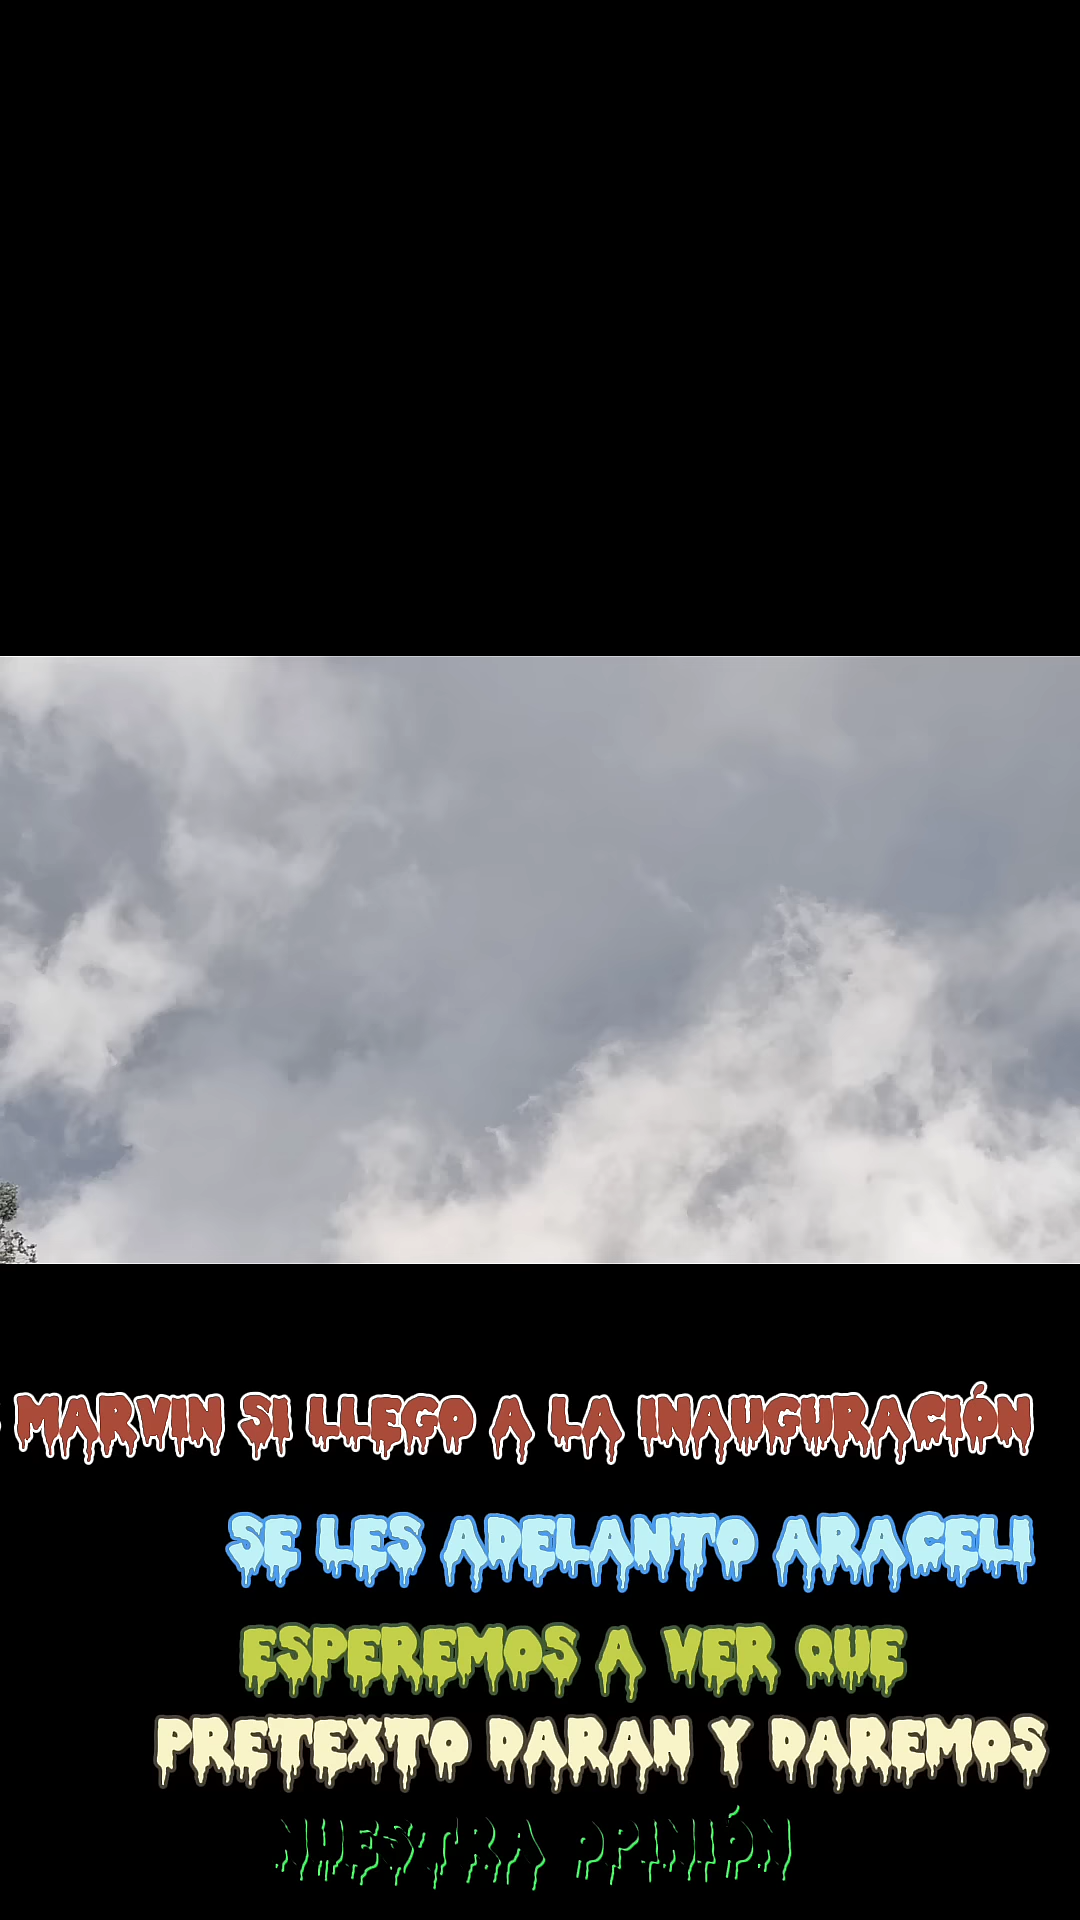 MARVIN SI LLEGO A LA INAUGURACIÓN
SE LES ADELANTO ARACELI
ESPEREMOS A VER QUE
PRETEXTO DARAN Y DAREMOS
NUESTRA OPINIÓN